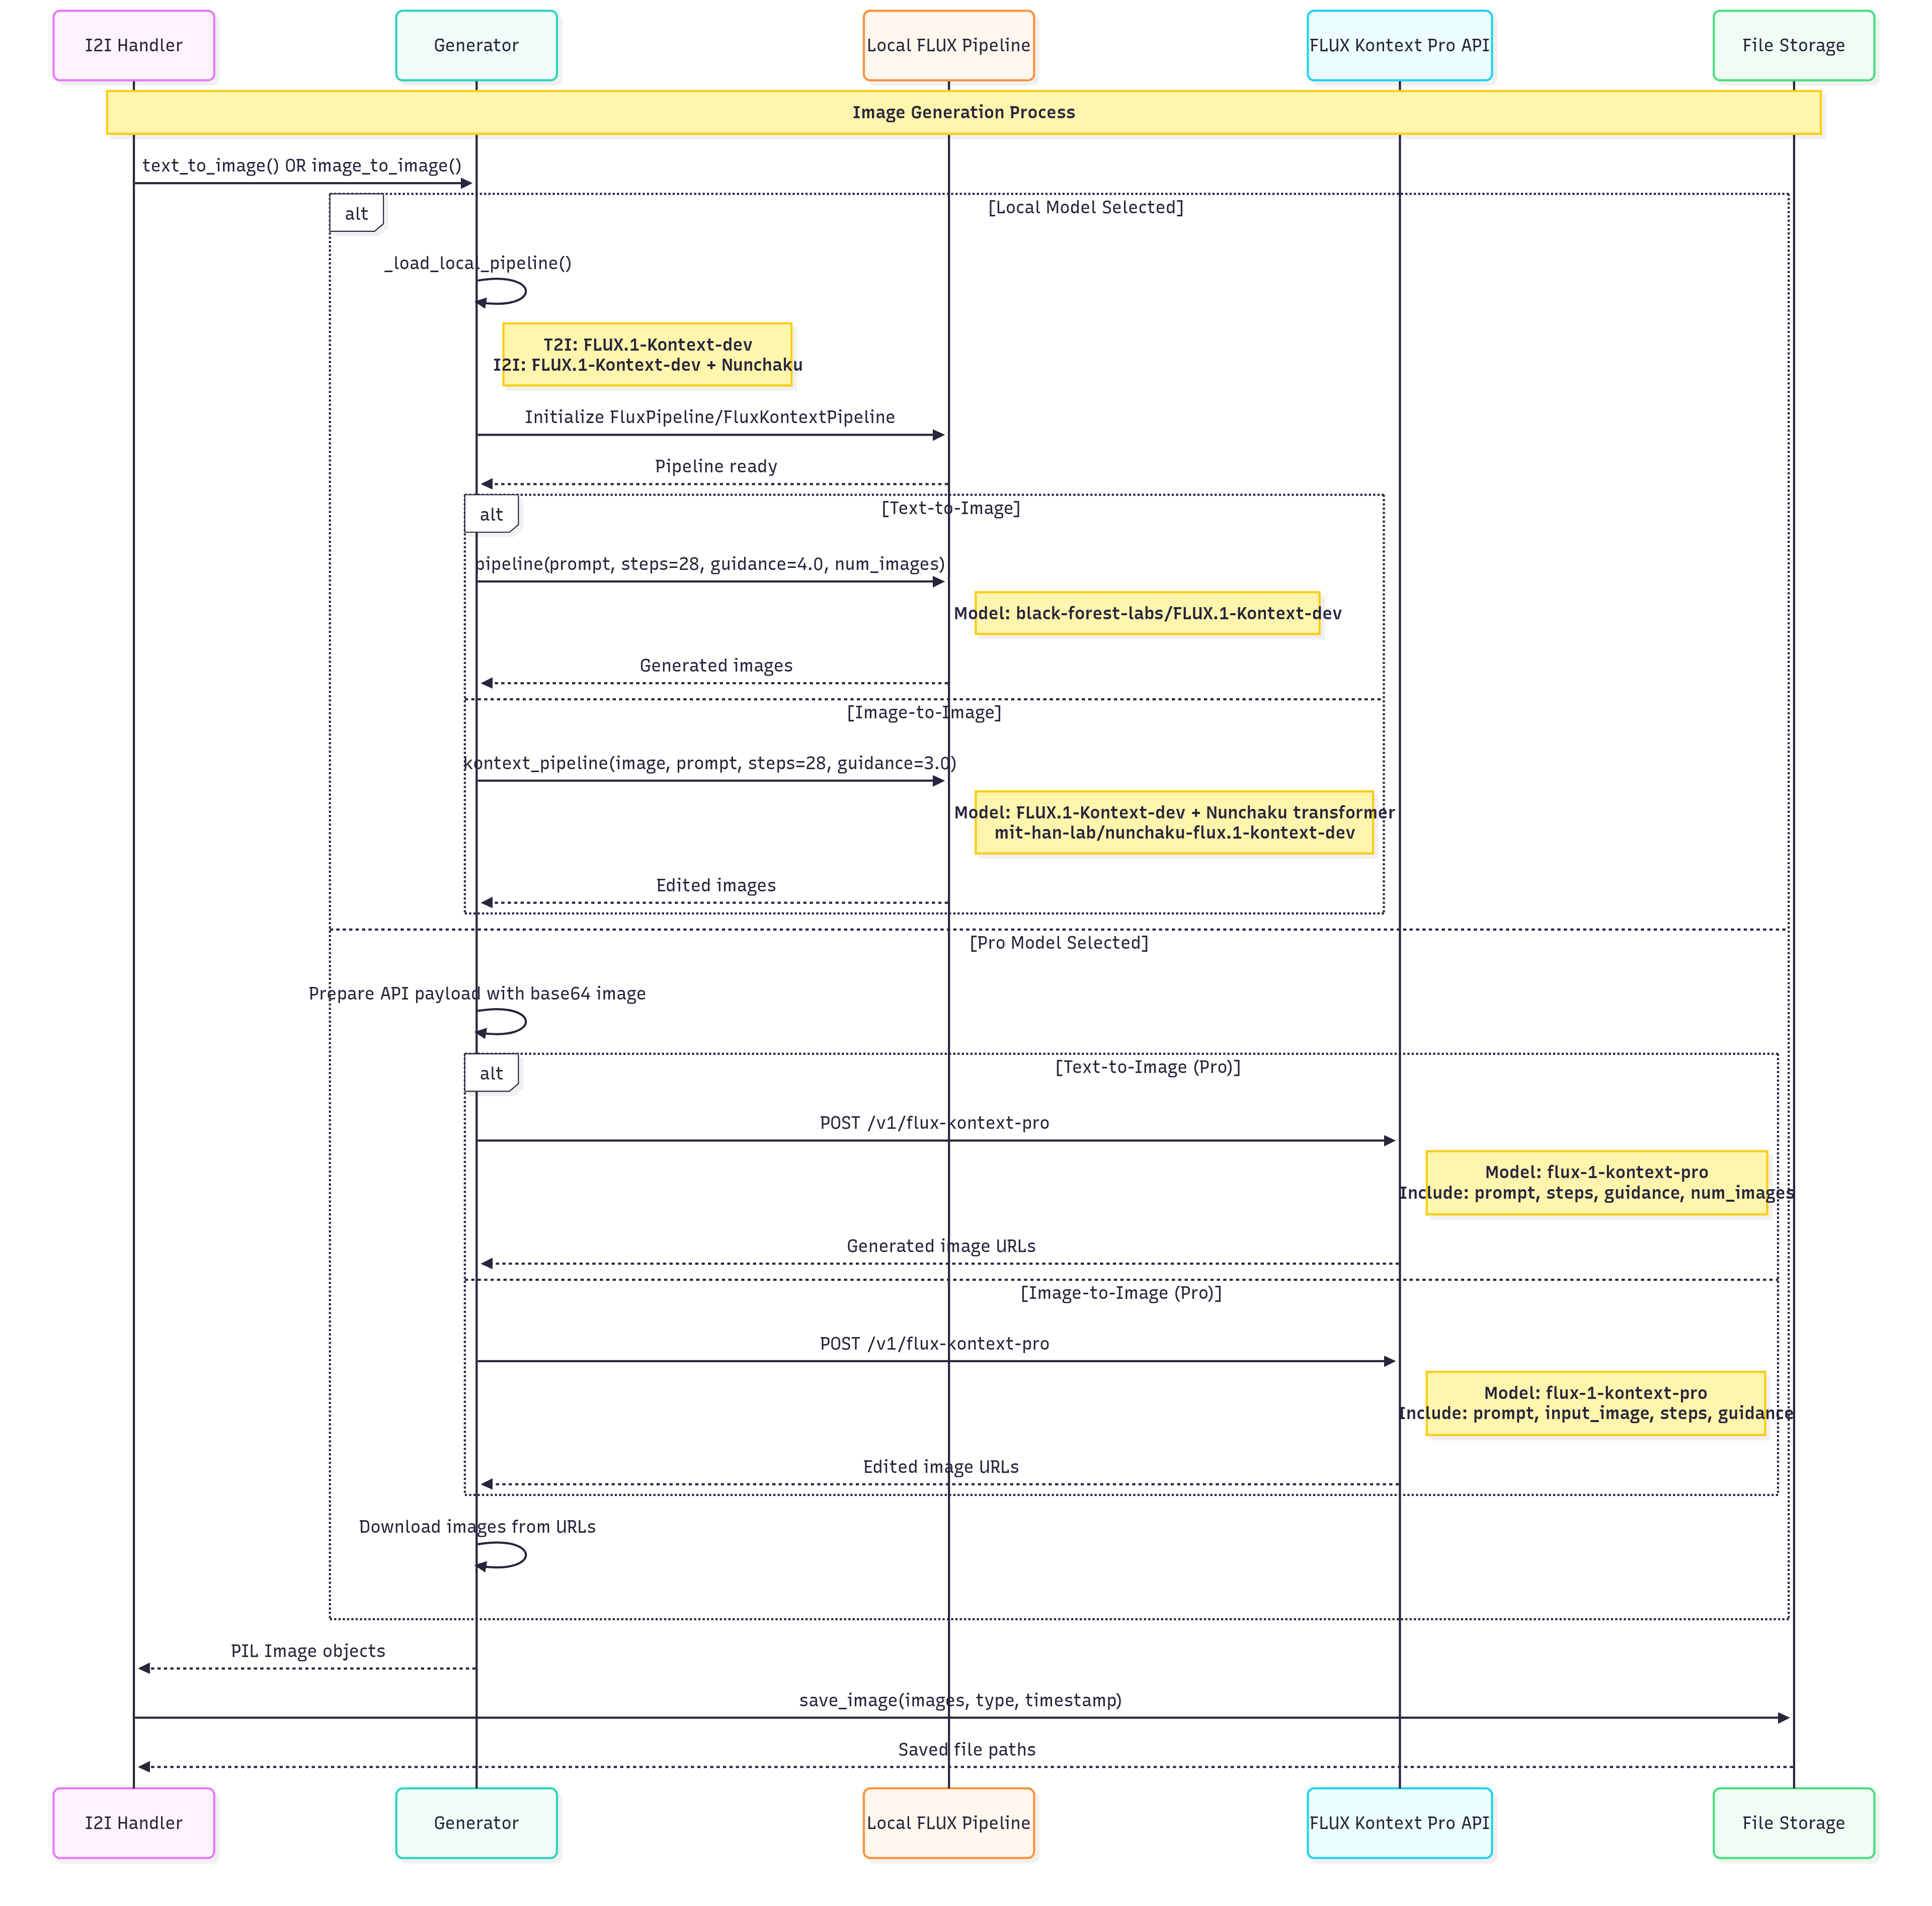 I2I Handler
Generator
Local FLUX Pipeline
FLUX Kontext Pro API
File Storage
Image Generation Process
text_to_image() OR image_to_image()
alt
[Local Model Selected]
_load_local_pipeline()
T2I: FLUX.1-Kontext-dev
I2I: FLUX.1-Kontext-dev + Nunchaku
Initialize FluxPipeline/FluxKontextPipeline
Pipeline ready
alt
[Text-to-Image]
pipeline(prompt, steps=28, guidance=4.0, num_images)
Model: black-forest-labs/FLUX.1-Kontext-dev
Generated images
[Image-to-Image]
kontext_pipeline(image, prompt, steps=28, guidance=3.0)
Model: FLUX.1-Kontext-dev + Nunchaku transformer
mit-han-lab/nunchaku-flux.1-kontext-dev
Edited images
[Pro Model Selected]
Prepare API payload with base64 image
alt
[Text-to-Image (Pro)]
POST /v1/flux-kontext-pro
Model: flux-1-kontext-pro
Include: prompt, steps, guidance, num_images
Generated image URLs
[Image-to-Image (Pro)]
POST /v1/flux-kontext-pro
Model: flux-1-kontext-pro
Include: prompt, input_image, steps, guidance
Edited image URLs
Download images from URLs
PIL Image objects
save_image(images, type, timestamp)
Saved file paths
I2I Handler
Generator
Local FLUX Pipeline
FLUX Kontext Pro API
File Storage